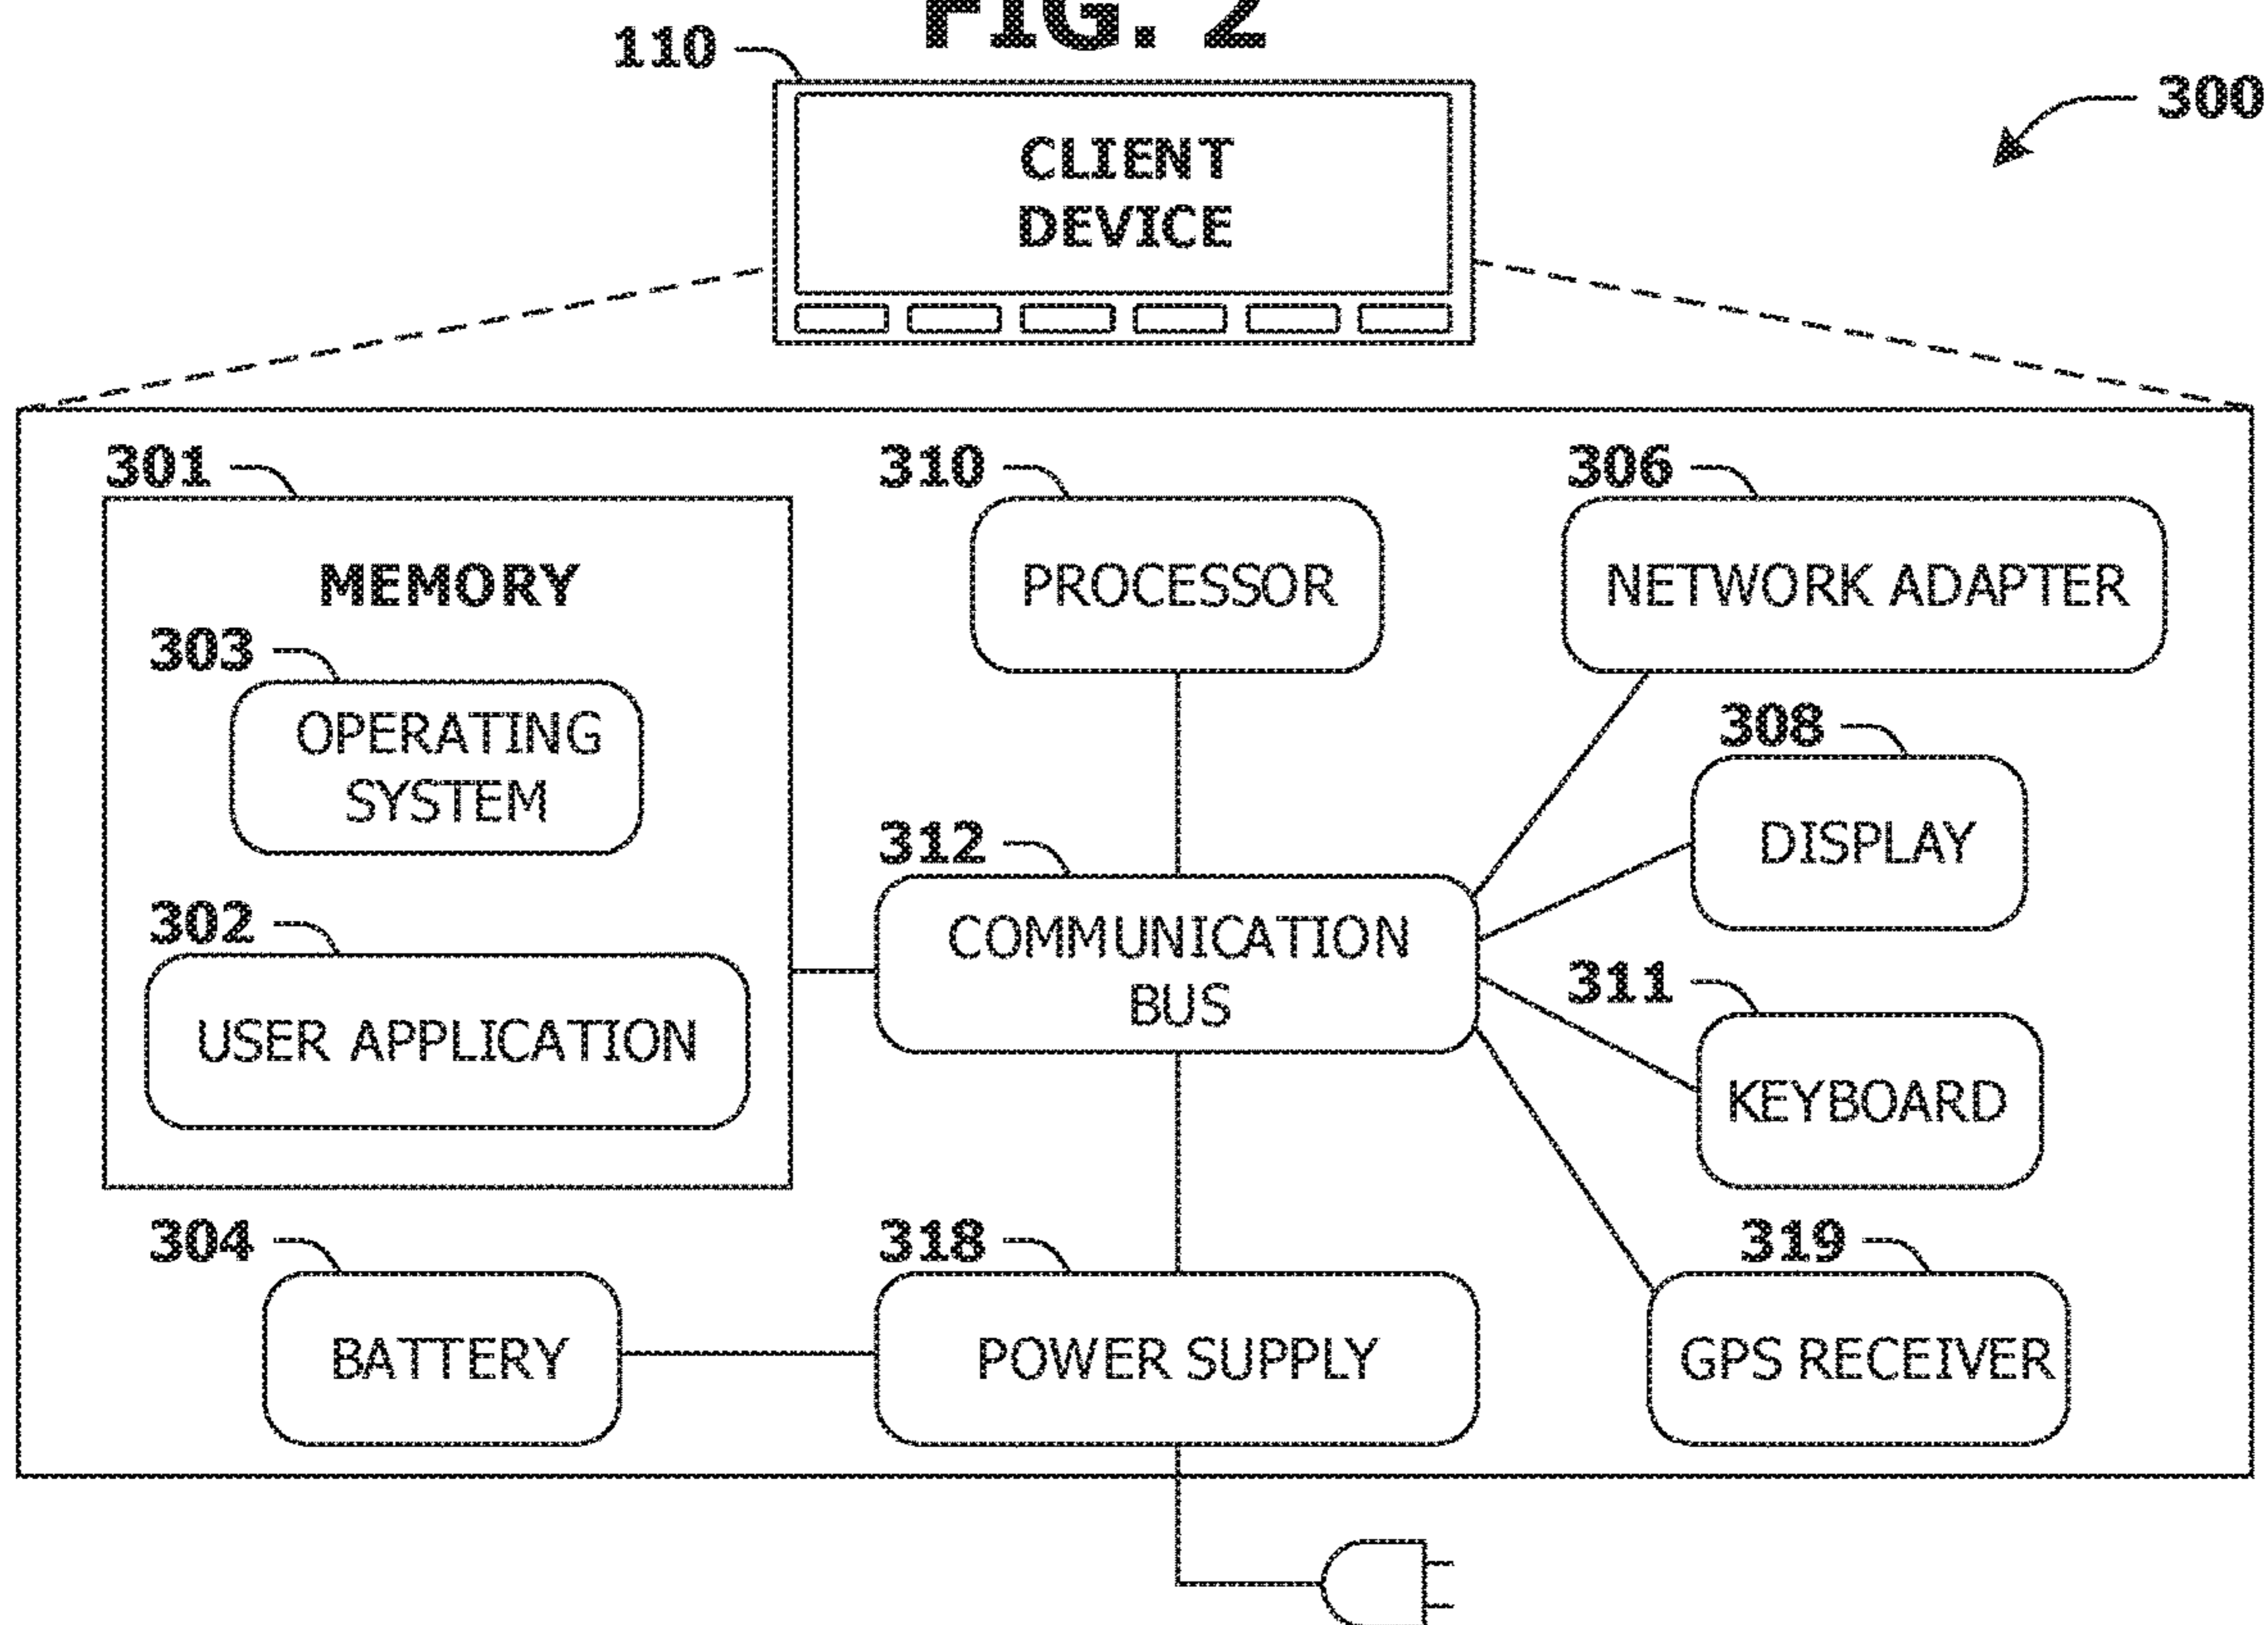 FIG. 2
110
300
CLIENT
DEVICE
301
310
306
MEMORY
PROCESSOR
NETWORK ADAPTER
303
308
OPERATING
SYSTEM
DISPLAY
312
302
COMMUNICATION
BUS
311
USER APPLICATION
KEYBOARD
304
318
319
BATTERY
POWER SUPPLY
GPS RECEIVER